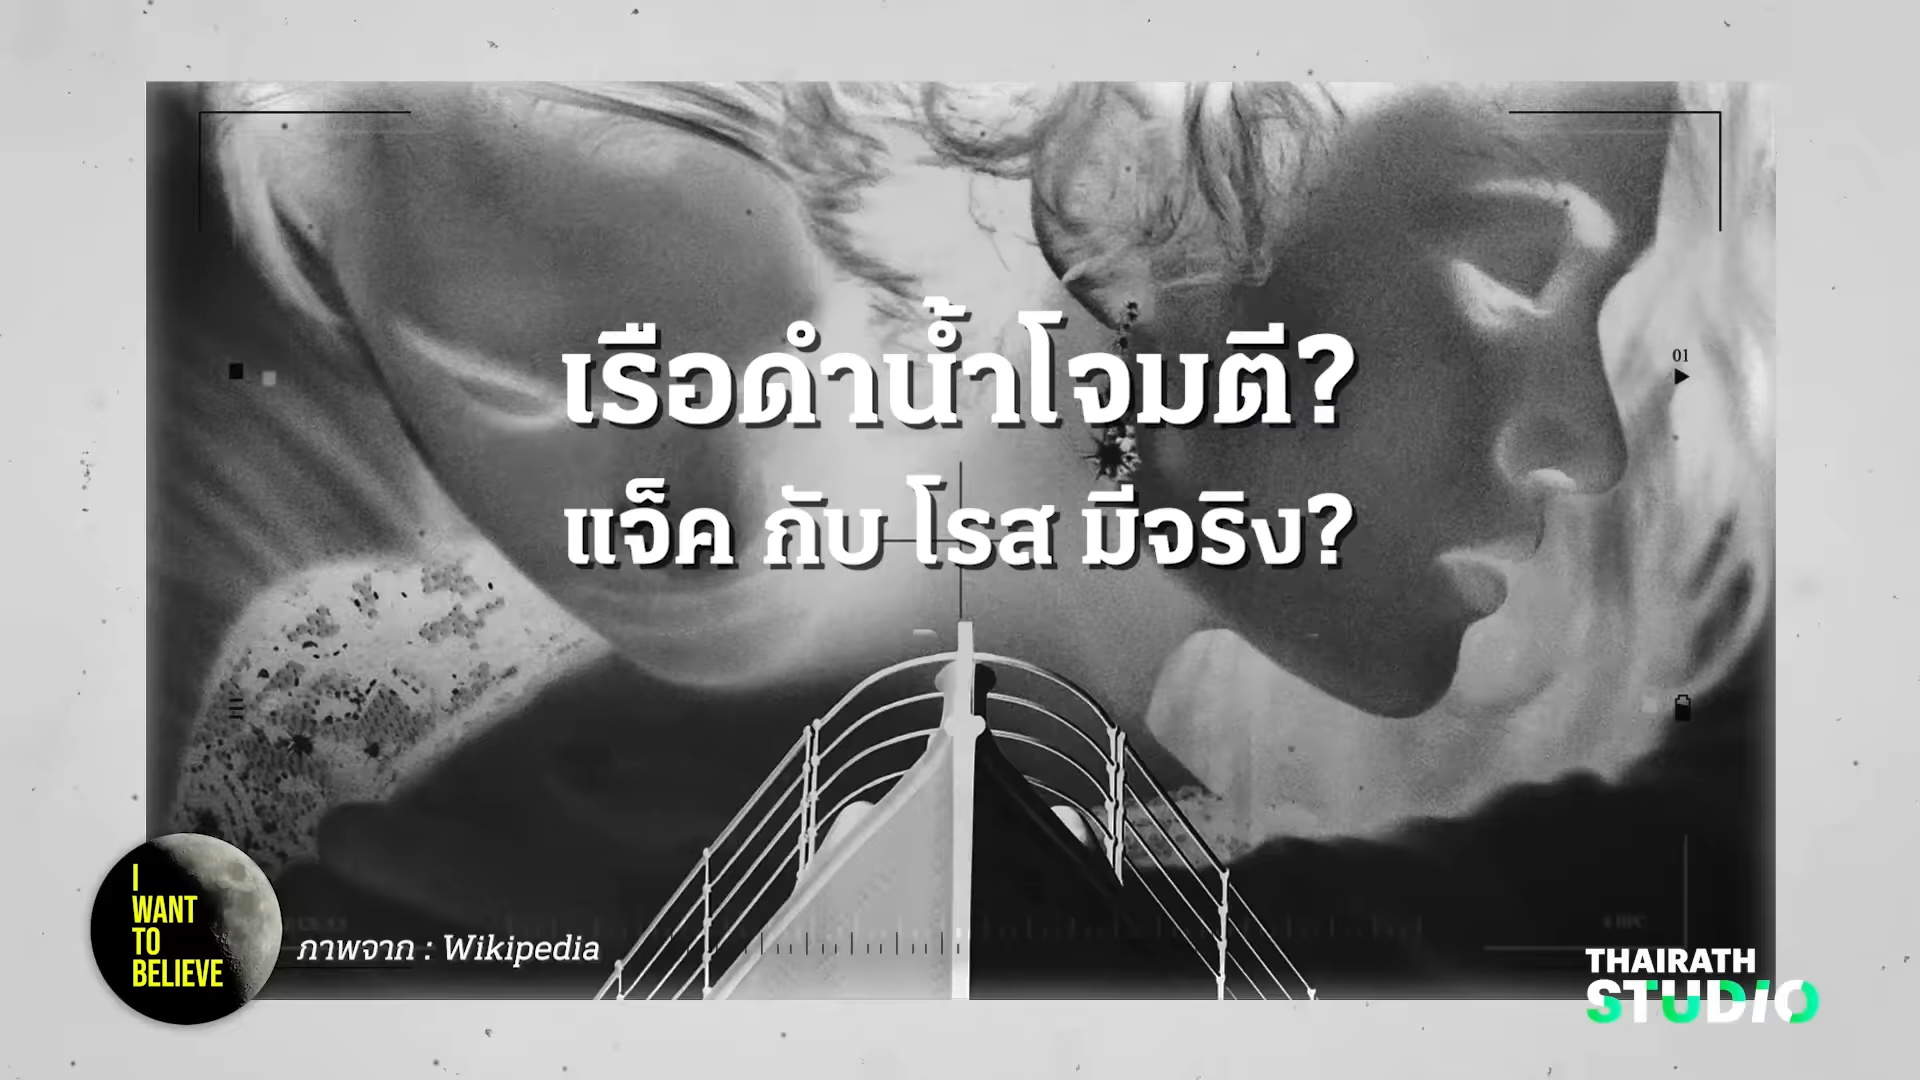 เรือดำน้ำโจมตี?
แจ็ค กับ โรส มีจริง?
01
I
WANT
TO
BELIEVE
ภาพจาก : Wikipedia
THAIRATH
STUDIO